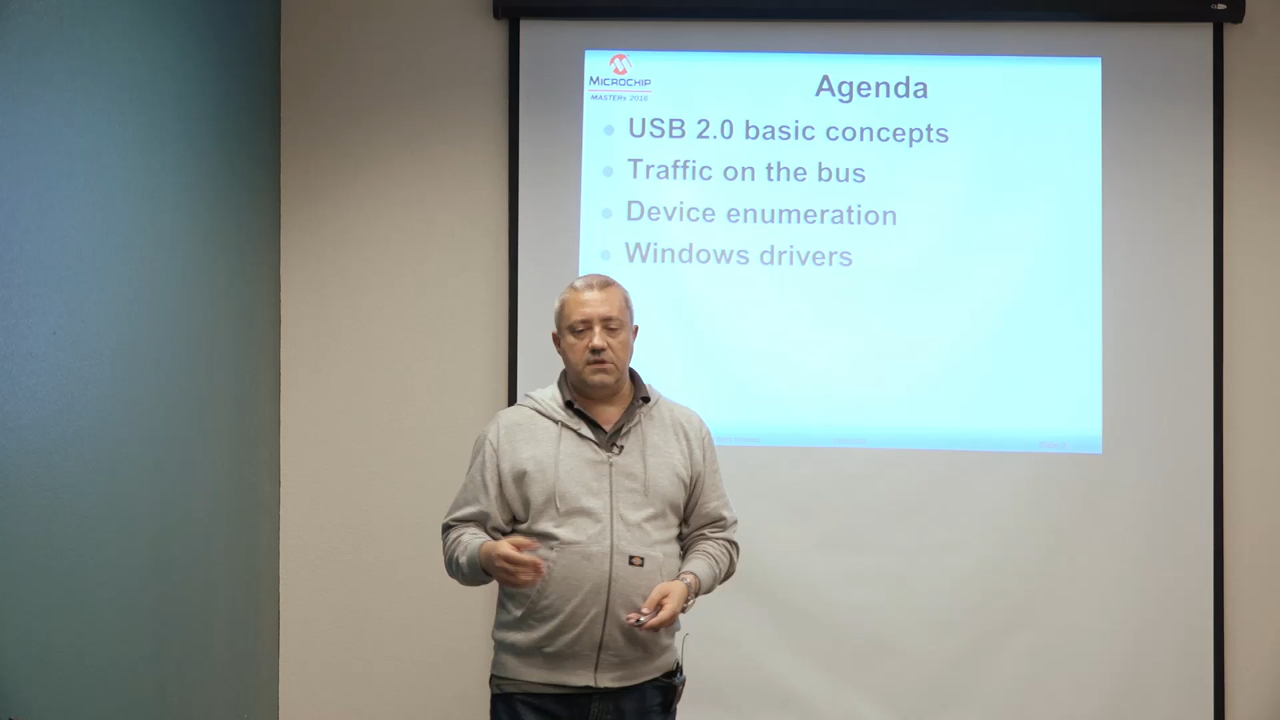 MICROCHIP
MASTERs 2016
Agenda
USB 2.0 basic concepts
Traffic on the bus
Device enumeration
Windows drivers